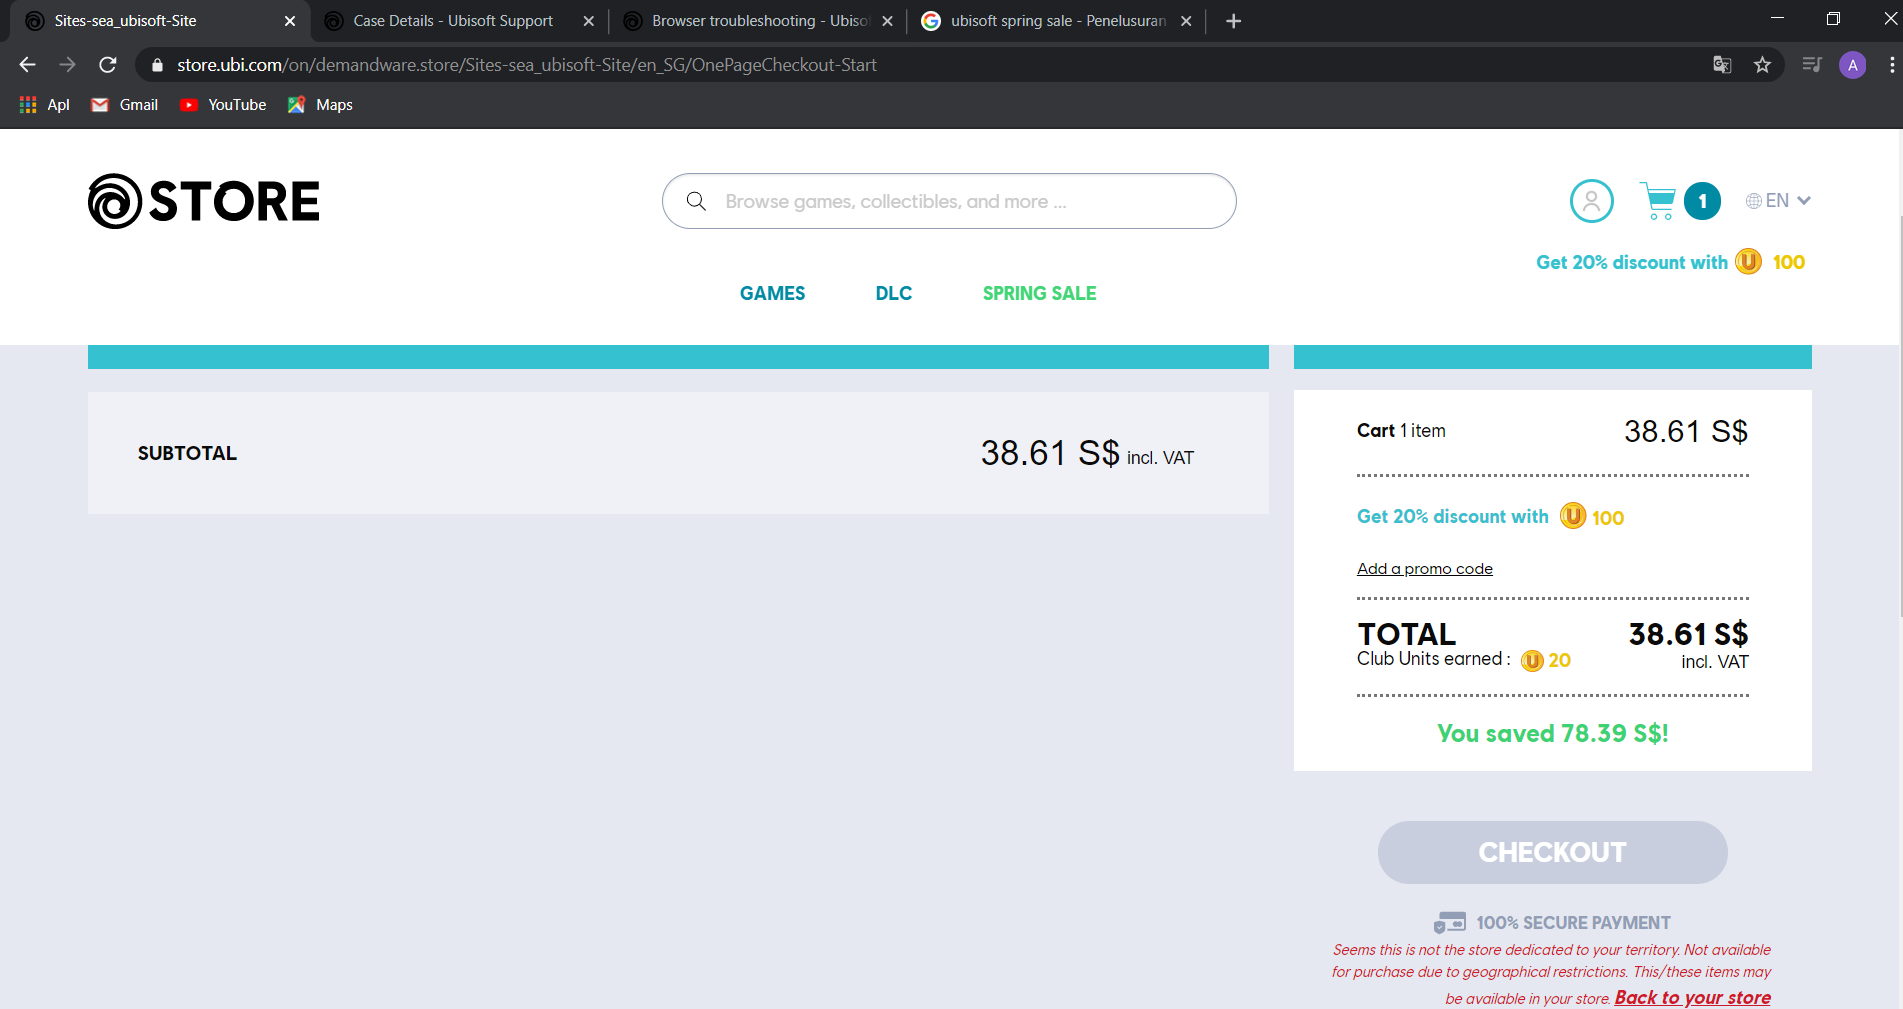 Sites-sea_ubisoft-Site
Case Details - Ubisoft Support
Browser troubleshooting - Ubiso
ubisoft spring sale - Penelusuran
store.ubi.com/on/demandware.store/Sites-sea_ubisoft-Site/en_SG/OnePageCheckout-Start
A
Apl
Gmail
YouTube
Maps
STORE
Browse games, collectibles, and more ...
1
EN
Get 20% discount with U 100
GAMES
DLC
SPRING SALE
SUBTOTAL
38.61 S$ incl. VAT
Cart 1 item
38.61 S$
Get 20% discount with U 100
Add a promo code
TOTAL
38.61 S$
Club Units earned : U 20
incl. VAT
You saved 78.39 S$!
CHECKOUT
100% SECURE PAYMENT
Seems this is not the store dedicated to your territory. Not available
for purchase due to geographical restrictions. This/these items may
be available in your store. Back to your store